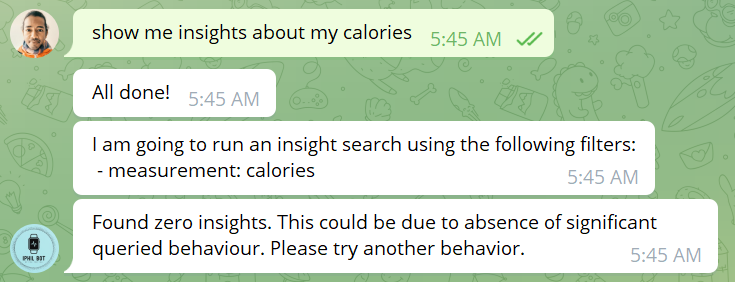 show me insights about my calories 5:45 AM
All done! 5:45 AM
I am going to run an insight search using the following filters:
- measurement: calories 5:45 AM
Found zero insights. This could be due to absence of significant
queried behaviour. Please try another behavior. 5:45 AM
IPHIL BOT